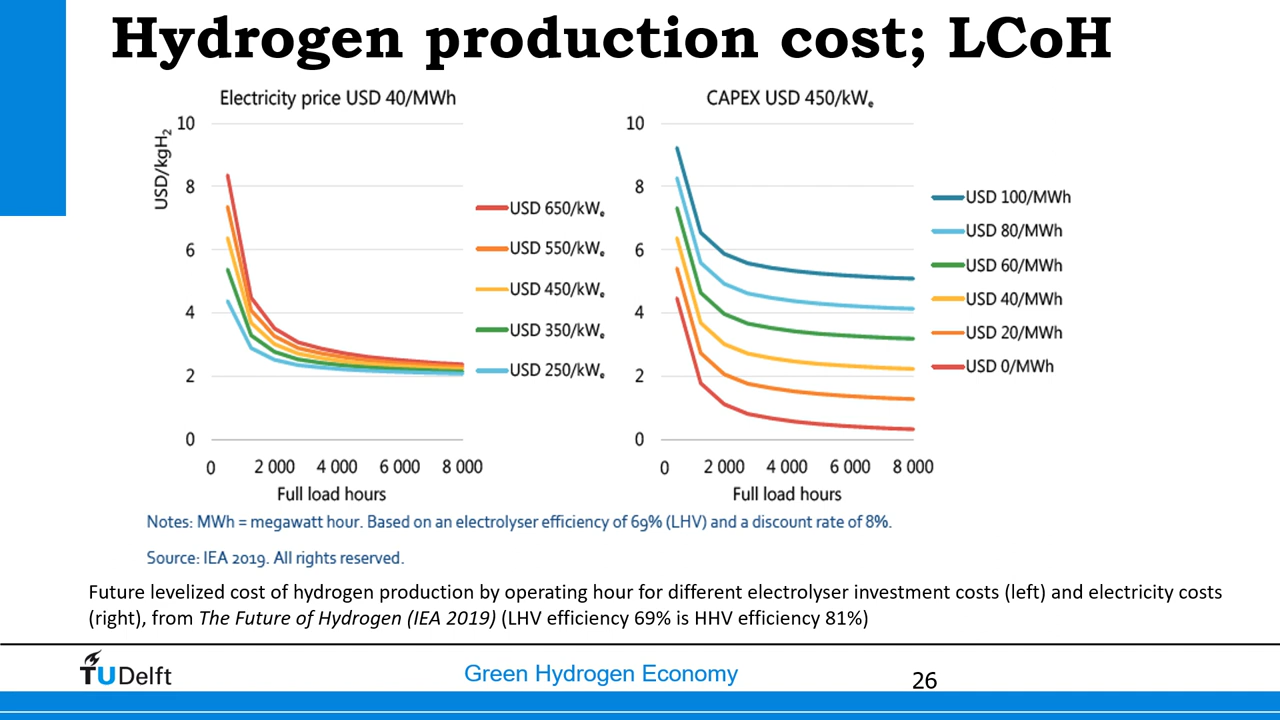 Hydrogen production cost; LCoH
Electricity price USD 40/MWh
USD/kgH₂
10
8
6
4
2
0
0
2 000
4 000
6 000
8 000
Full load hours
USD 650/kWₑ
USD 550/kWₑ
USD 450/kWₑ
USD 350/kWₑ
USD 250/kWₑ
CAPEX USD 450/kWₑ
10
8
6
4
2
0
0
2 000
4 000
6 000
8 000
Full load hours
USD 100/MWh
USD 80/MWh
USD 60/MWh
USD 40/MWh
USD 20/MWh
USD 0/MWh
Notes: MWh = megawatt hour. Based on an electrolyser efficiency of 69% (LHV) and a discount rate of 8%.
Source: IEA 2019. All rights reserved.
Future levelized cost of hydrogen production by operating hour for different electrolyser investment costs (left) and electricity costs
(right), from The Future of Hydrogen (IEA 2019) (LHV efficiency 69% is HHV efficiency 81%)
TU Delft
Green Hydrogen Economy
26